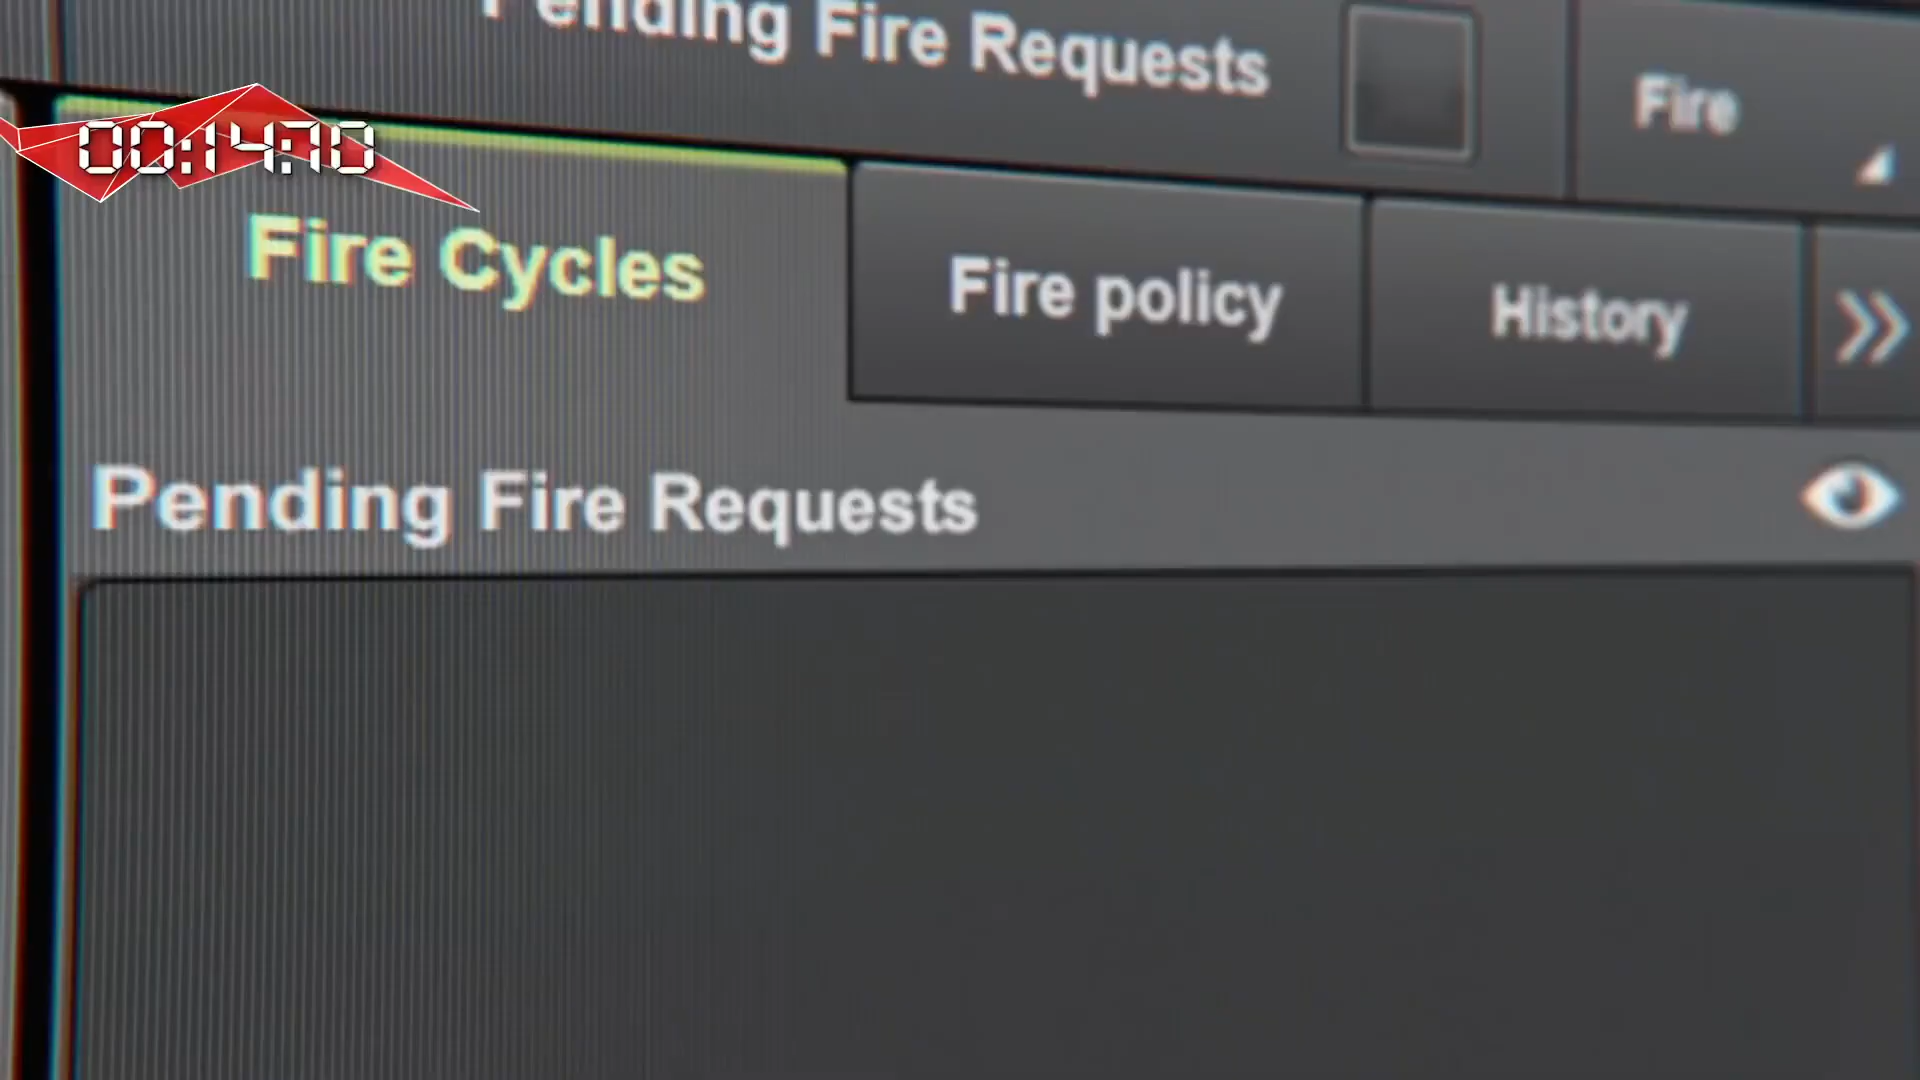 Pending Fire Requests
Fire
00:14:70
Fire Cycles
Fire policy
History
Pending Fire Requests